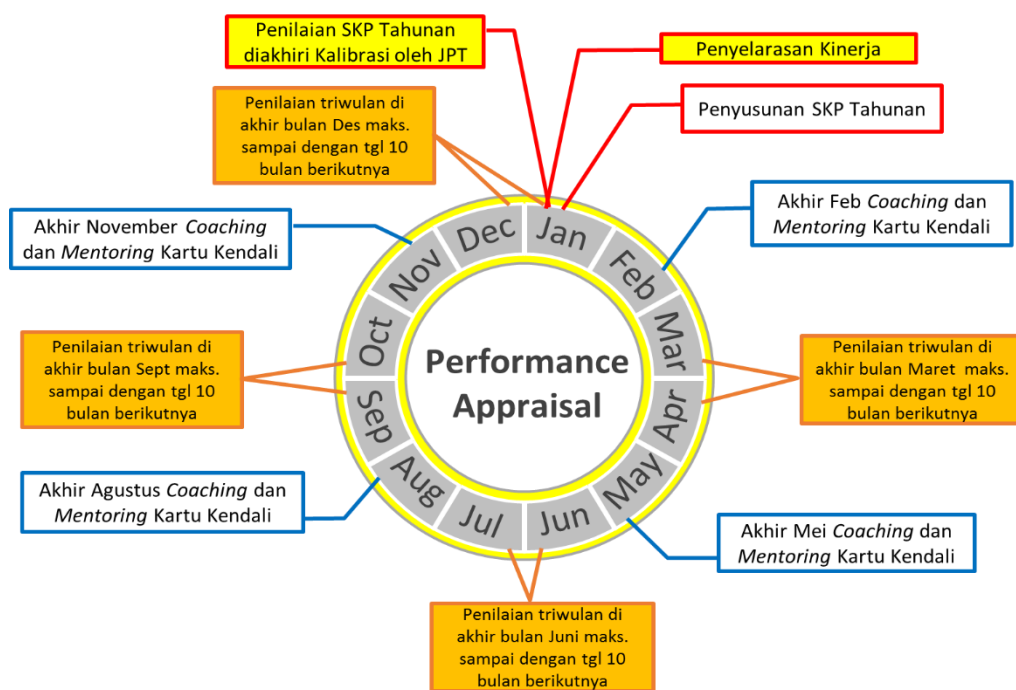 Penilaian SKP Tahunan
diakhiri Kalibrasi oleh JPT
Penyelarasan Kinerja
Penilaian triwulan di
akhir bulan Des maks.
sampai dengan tgl 10
bulan berikutnya
Penyusunan SKP Tahunan
Akhir November Coaching
dan Mentoring Kartu Kendali
Akhir Feb Coaching dan
Mentoring Kartu Kendali
Penilaian triwulan di
akhir bulan Sept maks.
sampai dengan tgl 10
bulan berikutnya
Performance
Appraisal
Penilaian triwulan di
akhir bulan Maret maks.
sampai dengan tgl 10
bulan berikutnya
Akhir Agustus Coaching dan
Mentoring Kartu Kendali
Akhir Mei Coaching dan
Mentoring Kartu Kendali
Penilaian triwulan di
akhir bulan Juni maks.
sampai dengan tgl 10
bulan berikutnya
Jan
Feb
Mar
Apr
May
Jun
Jul
Aug
Sep
Oct
Nov
Dec